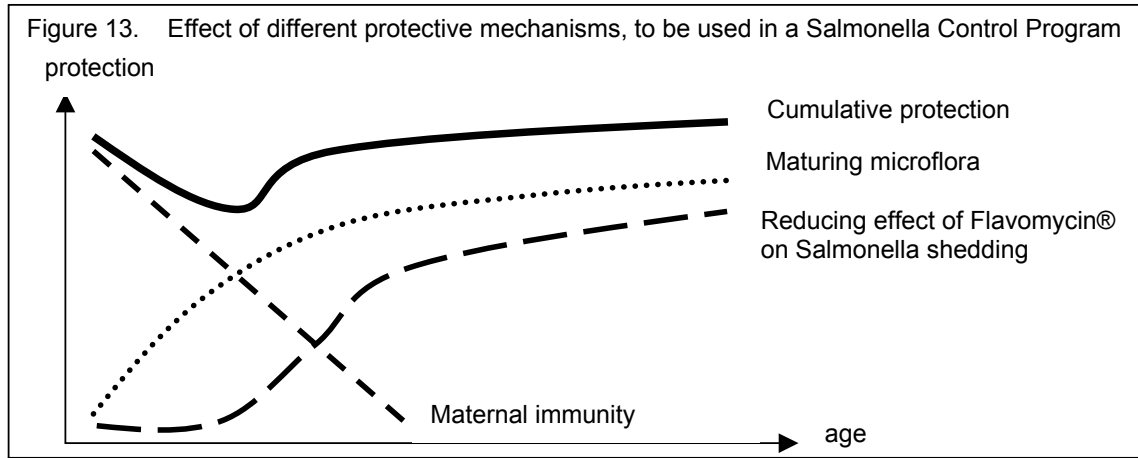 Figure 13. Effect of different protective mechanisms, to be used in a Salmonella Control Program
protection
Cumulative protection
Maturing microflora
Reducing effect of Flavomycin®
on Salmonella shedding
Maternal immunity
age